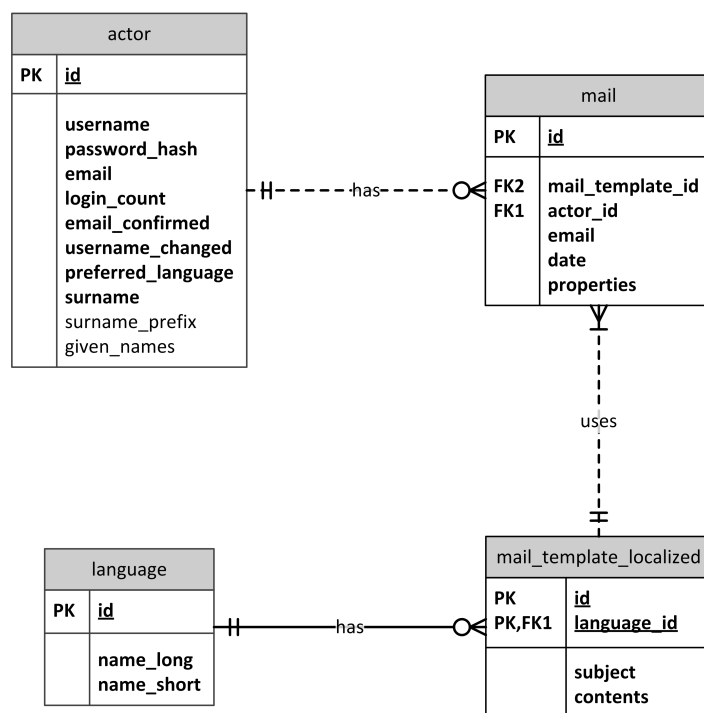 actor
PK id
username
password_hash
email
login_count
email_confirmed
username_changed
preferred_language
surname
surname_prefix
given_names
has
mail
PK id
FK2 mail_template_id
FK1 actor_id
email
date
properties
uses
language
PK id
name_long
name_short
has
mail_template_localized
PK id
PK,FK1 language_id
subject
contents